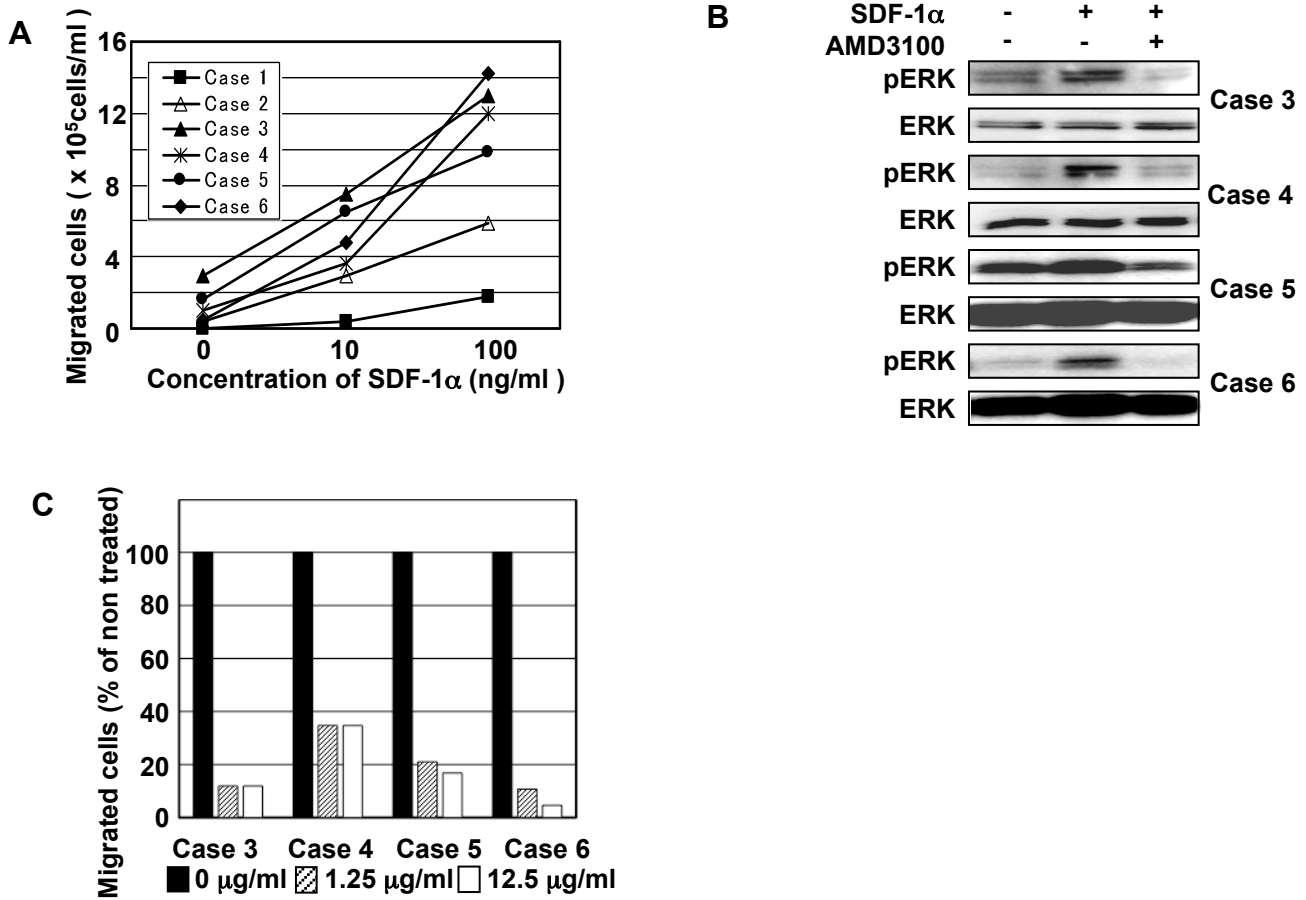 A
Migrated cells ( x 10⁵cells/ml)
16
12
8
4
0
Case 1
Case 2
Case 3
Case 4
Case 5
Case 6
0 10 100
Concentration of SDF-1α (ng/ml )
B
SDF-1α - + +
AMD3100 - - +
pERK
ERK
Case 3
pERK
ERK
Case 4
pERK
ERK
Case 5
pERK
ERK
Case 6
C
Migrated cells (% of non treated)
100
80
60
40
20
0
Case 3 Case 4 Case 5 Case 6
0 μg/ml 1.25 μg/ml 12.5 μg/ml